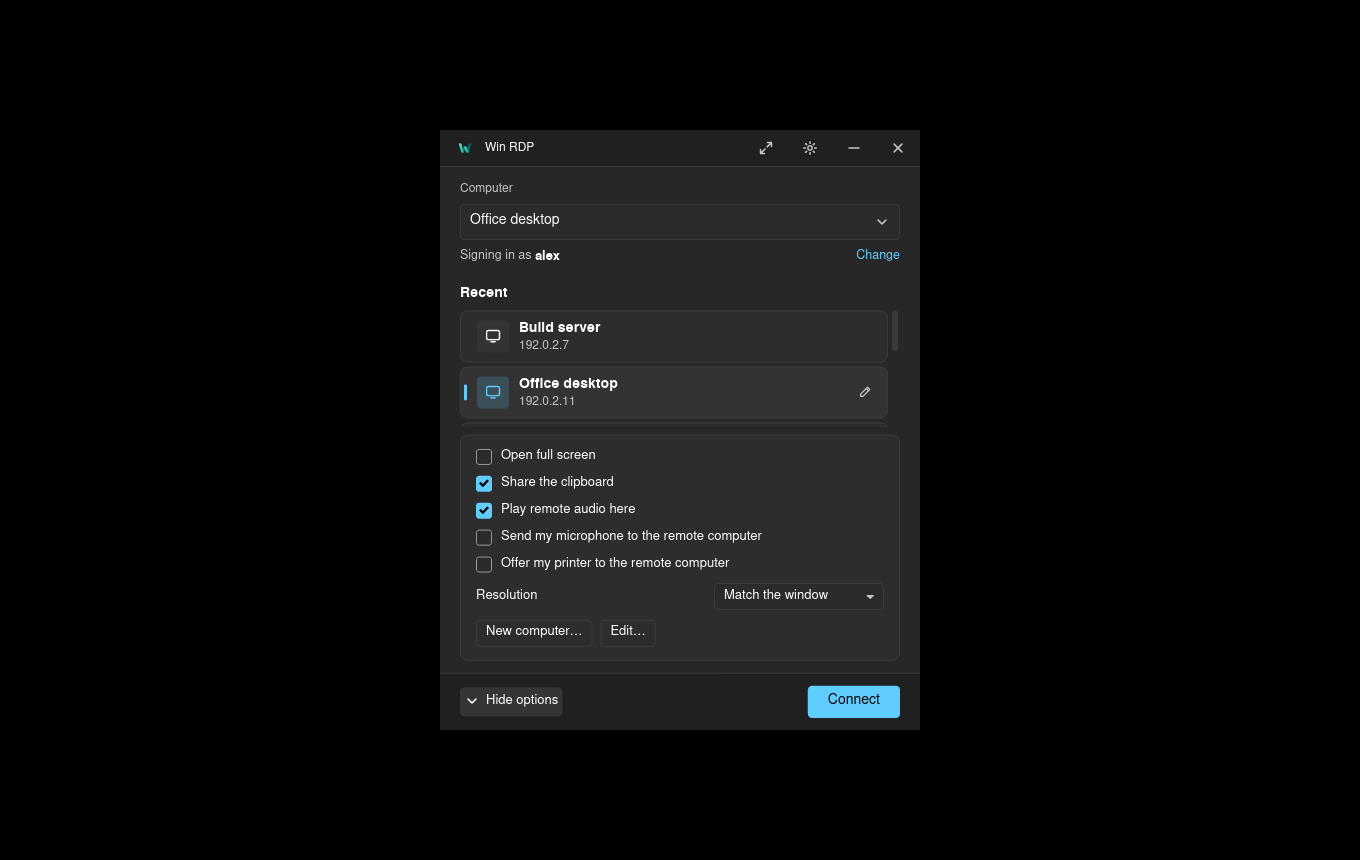 Win RDP
Computer
Office desktop
Signing in as alex
Change
Recent
Build server
192.0.2.7
Office desktop
192.0.2.11
Open full screen
Share the clipboard
Play remote audio here
Send my microphone to the remote computer
Offer my printer to the remote computer
Resolution
Match the window
New computer...
Edit...
Hide options
Connect